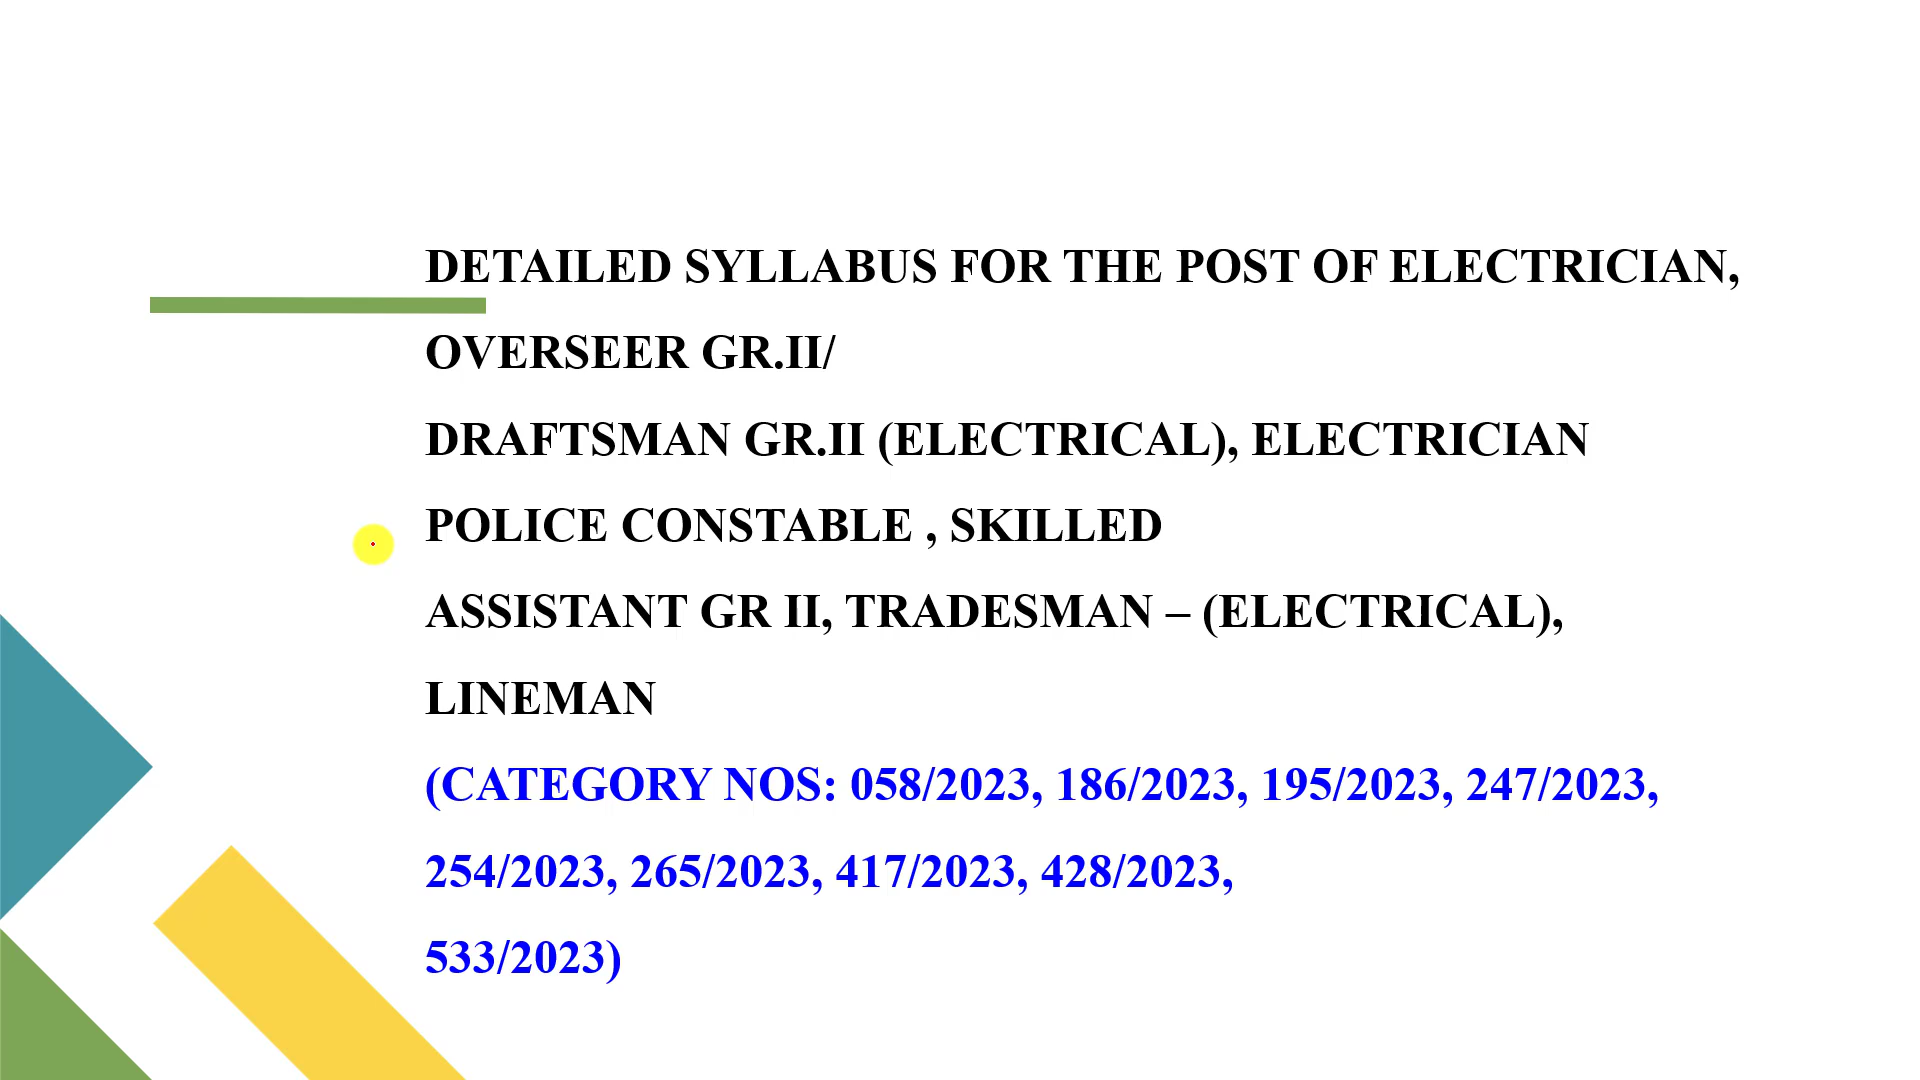 DETAILED SYLLABUS FOR THE POST OF ELECTRICIAN,
OVERSEER GR.II/
DRAFTSMAN GR.II (ELECTRICAL), ELECTRICIAN
POLICE CONSTABLE , SKILLED
ASSISTANT GR II, TRADESMAN – (ELECTRICAL),
LINEMAN
(CATEGORY NOS: 058/2023, 186/2023, 195/2023, 247/2023,
254/2023, 265/2023, 417/2023, 428/2023,
533/2023)